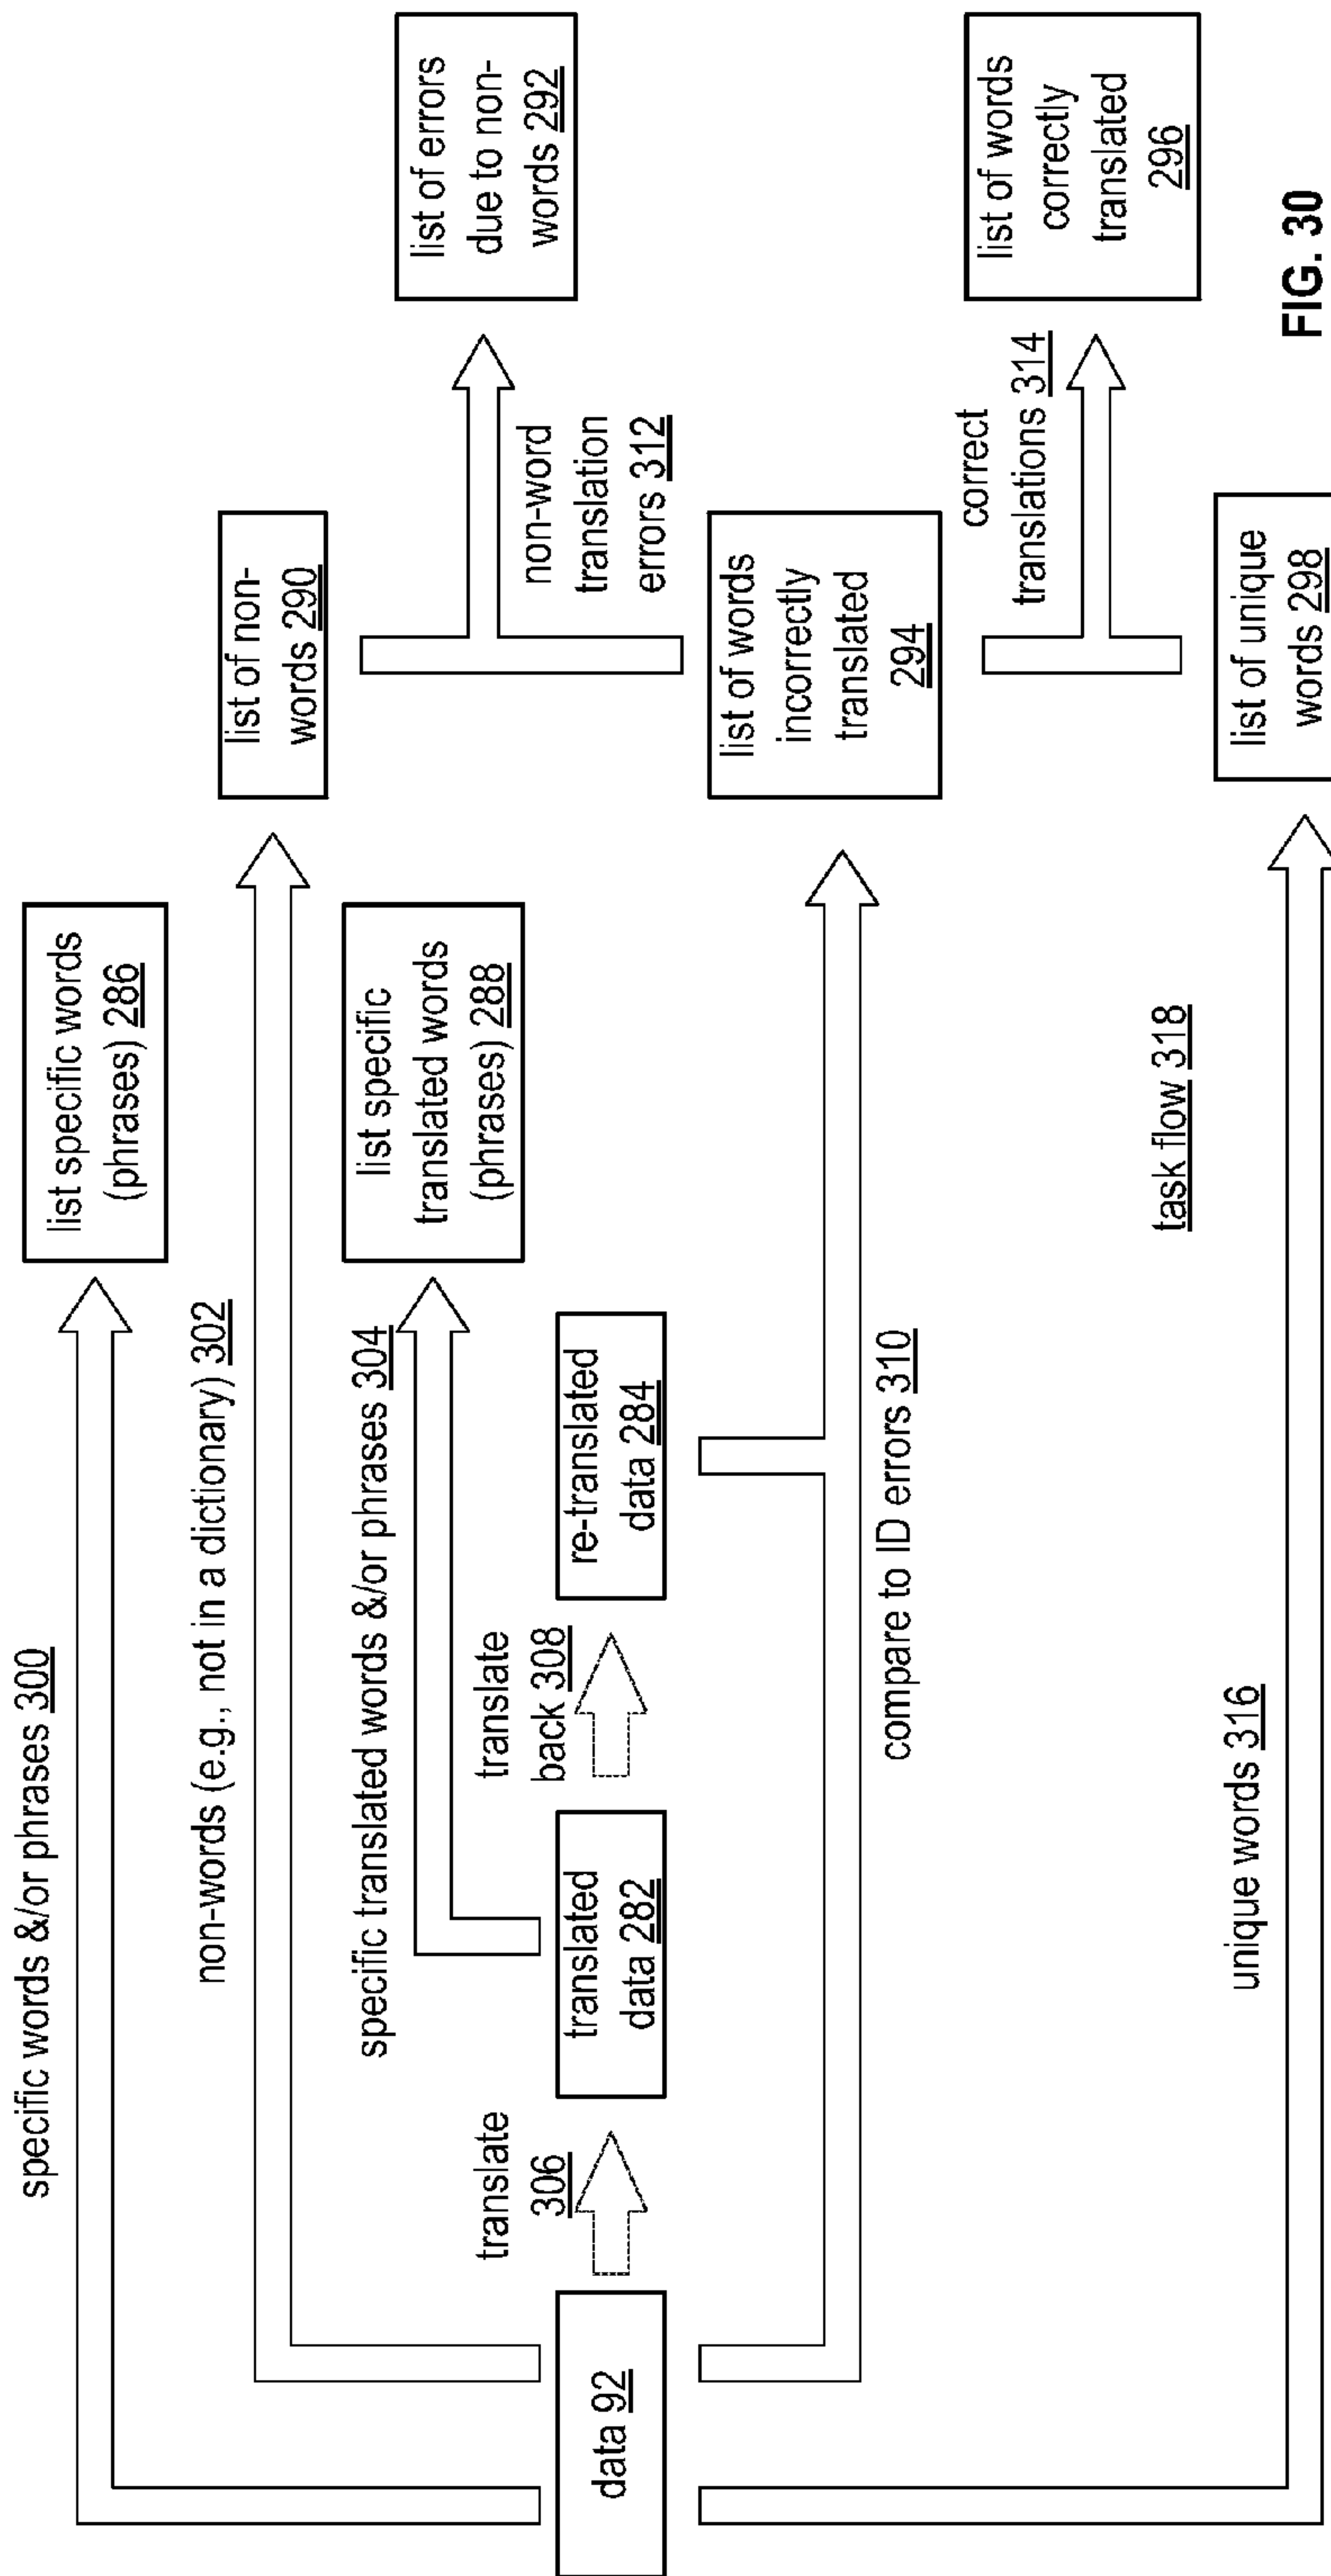 specific words &/or phrases 300
list specific words
(phrases) 286
non-words (e.g., not in a dictionary) 302
list of non-
words 290
list of errors
due to non-
words 292
specific translated words &/or phrases 304
list specific
translated words
(phrases) 288
non-word
translation
errors 312
translate
306
translate
back 308
data 92
translated
data 282
re-translated
data 284
list of words
incorrectly
translated
294
compare to ID errors 310
correct
translations 314
list of words
correctly
translated
296
task flow 318
unique words 316
list of unique
words 298
FIG. 30